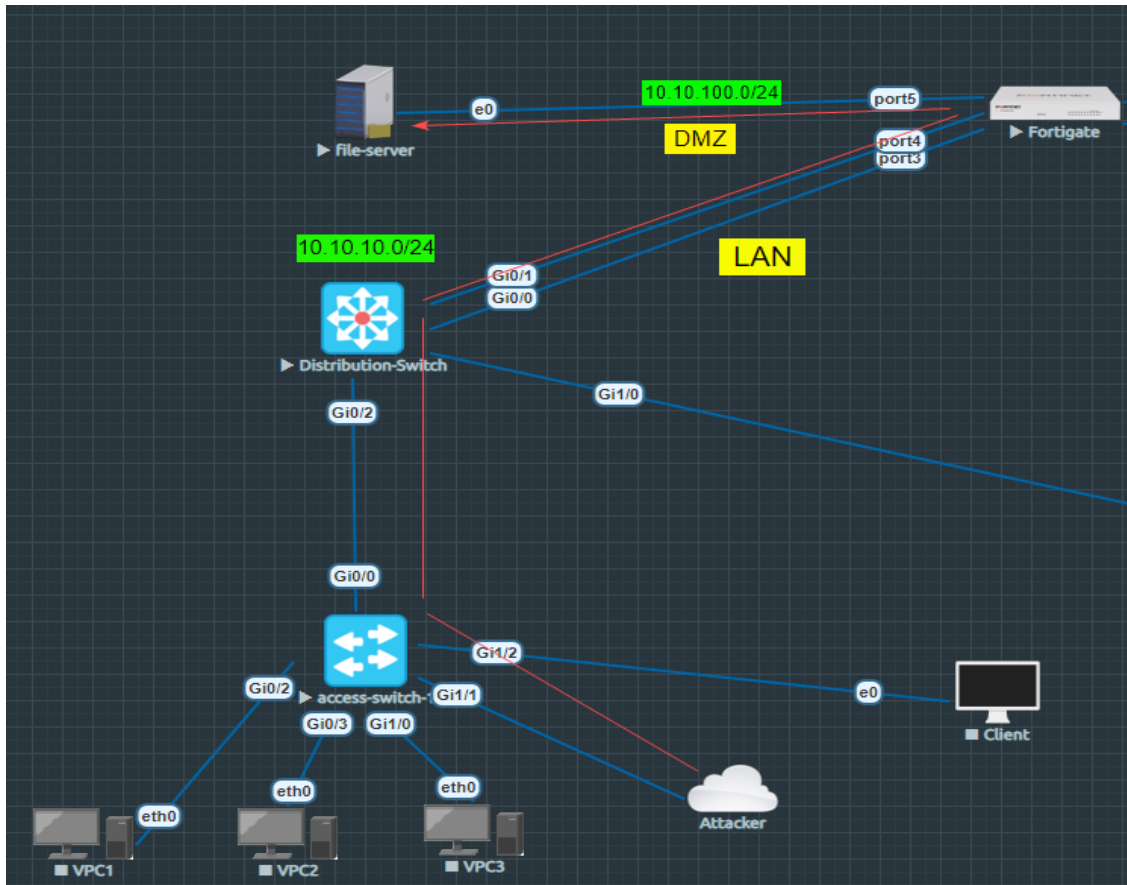 10.10.100.0/24
port5
e0
DMZ
Fortigate
file-server
port4
port3
10.10.10.0/24
LAN
Gi0/1
Gi0/0
Distribution-Switch
Gi1/0
Gi0/2
Gi0/0
Gi1/2
Gi0/2
access-switch-
Gi1/1
e0
Gi0/3
Gi1/0
Client
eth0
eth0
eth0
Attacker
VPC1
VPC2
VPC3